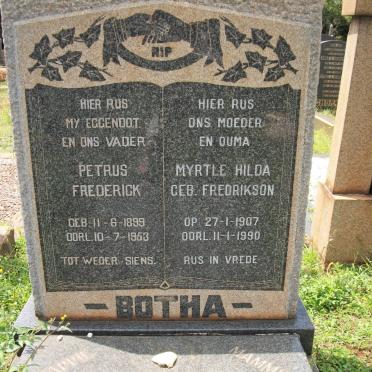 RIP
HIER RUS
MY EGGENOOT
EN ONS VADER
PETRUS
FREDERICK
GEB. 11-6-1899
OORL. 10-7-1953
TOT WEDER SIENS.
HIER RUS
ONS MOEDER
EN OUMA
MYRTLE HILDA
GEB. FREDRIKSON
OP. 27-1-1907
OORL. 11-1-1990
RUS IN VREDE
- BOTHA -